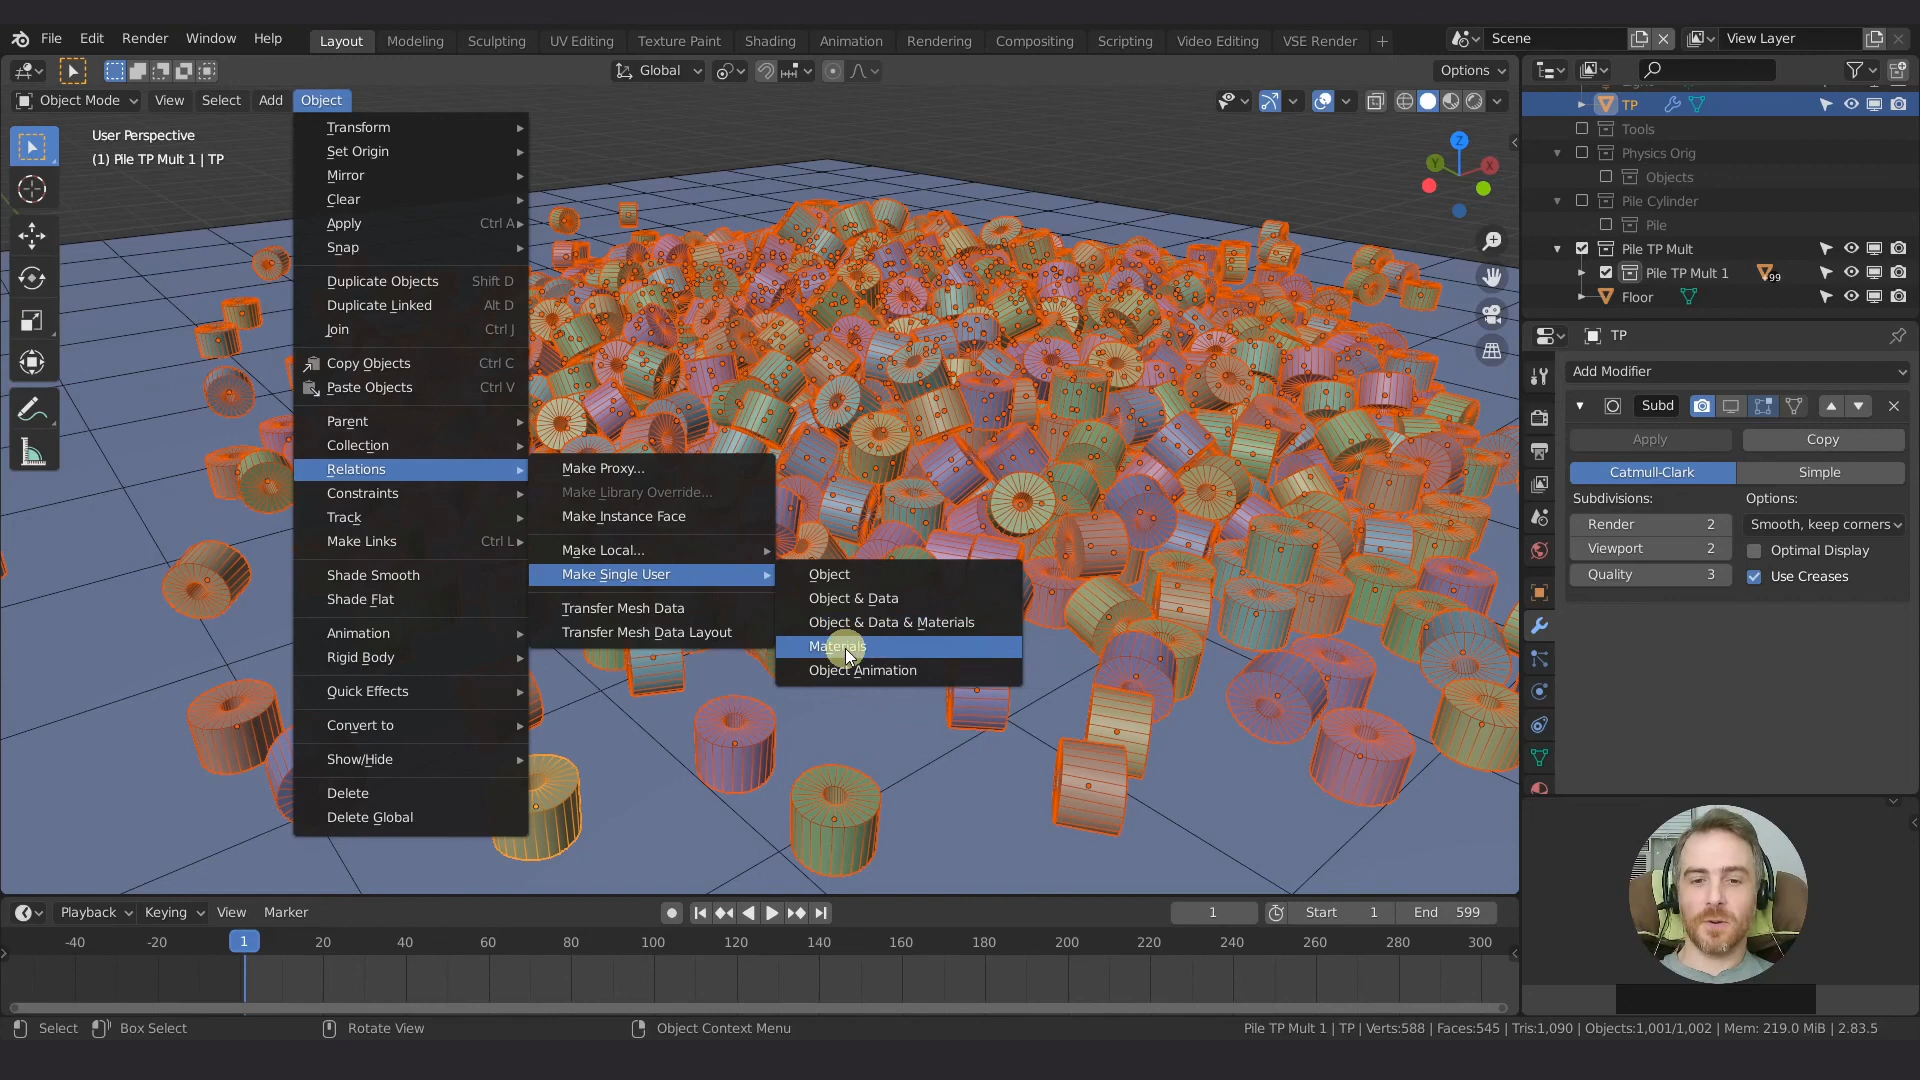 File Edit Render Window Help Layout Modeling Sculpting UV Editing Texture Paint Shading Animation Rendering Compositing Scripting Video Editing VSE Render + Scene View Layer
Global Options
Object Mode View Select Add Object
User Perspective
(1) Pile TP Mult 1 | TP
Transform
Set Origin
Mirror
Clear
Apply Ctrl A
Snap
Duplicate Objects Shift D
Duplicate Linked Alt D
Join Ctrl J
Copy Objects Ctrl C
Paste Objects Ctrl V
Parent
Collection
Relations
Constraints
Track
Make Links Ctrl L
Shade Smooth
Shade Flat
Animation
Rigid Body
Quick Effects
Convert to
Show/Hide
Delete
Delete Global
Make Proxy...
Make Library Override...
Make Instance Face
Make Local...
Make Single User
Transfer Mesh Data
Transfer Mesh Data Layout
Object
Object & Data
Object & Data & Materials
Materials
Object Animation
Z
Y
X
TP
Tools
Physics Orig
Objects
Pile Cylinder
Pile
Pile TP Mult
Pile TP Mult 1 99
Floor
TP
Add Modifier
Subd
Apply Copy
Catmull-Clark Simple
Subdivisions: Options:
Render 2 Smooth, keep corners
Viewport 2 Optimal Display
Quality 3 Use Creases
Playback Keying View Marker 1 Start 1 End 599
-40 -20 1 20 40 60 80 100 120 140 160 180 200 220 240 260 280 300
Select Box Select Rotate View Object Context Menu Pile TP Mult 1 | TP | Verts:588 | Faces:545 | Tris:1,090 | Objects:1,001/1,002 | Mem: 219.0 MiB | 2.83.5